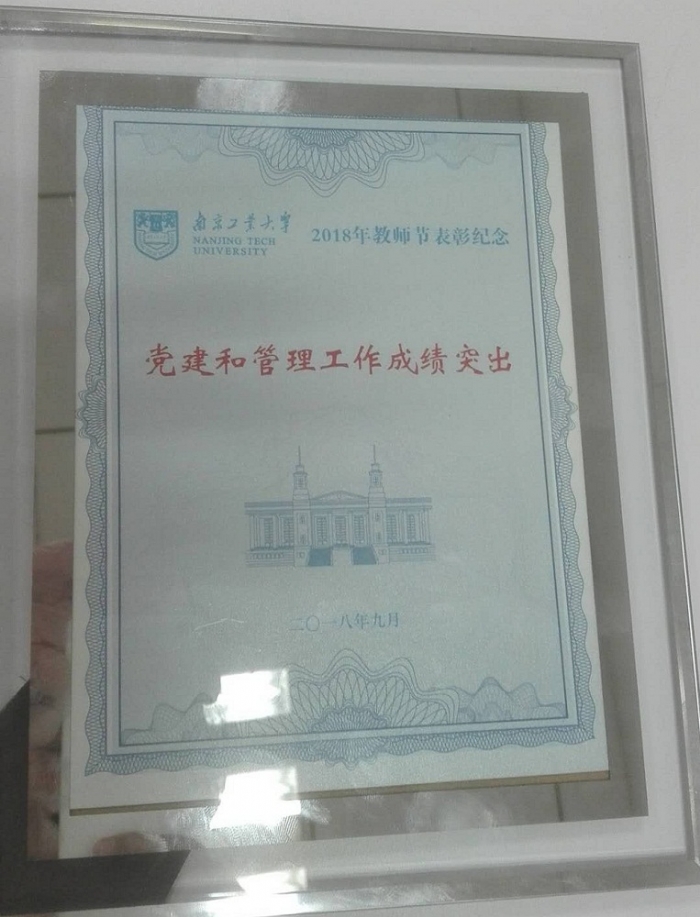 南京工业大学
NANJING TECH
UNIVERSITY
2018年教师节表彰纪念
党建和管理工作成绩突出
二〇一八年九月